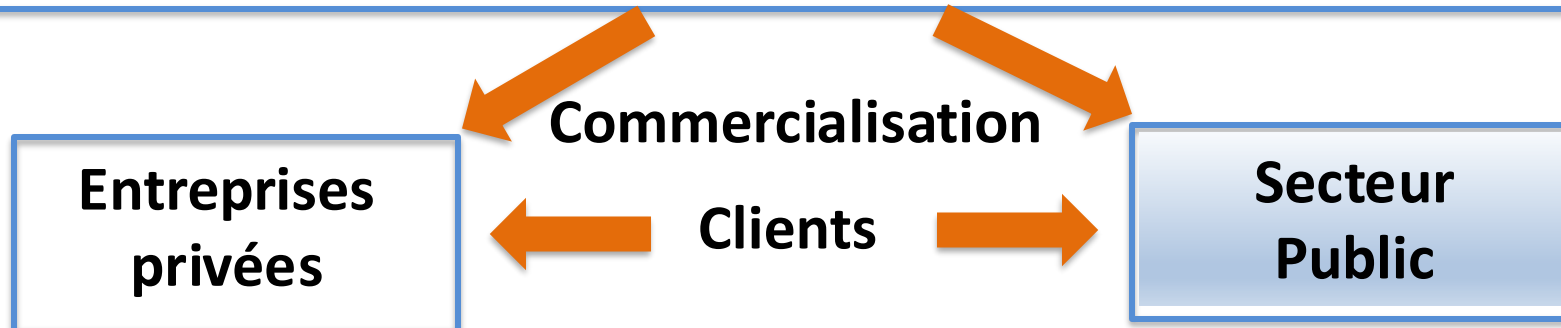 Commercialisation
Entreprises
privées
Clients
Secteur
Public